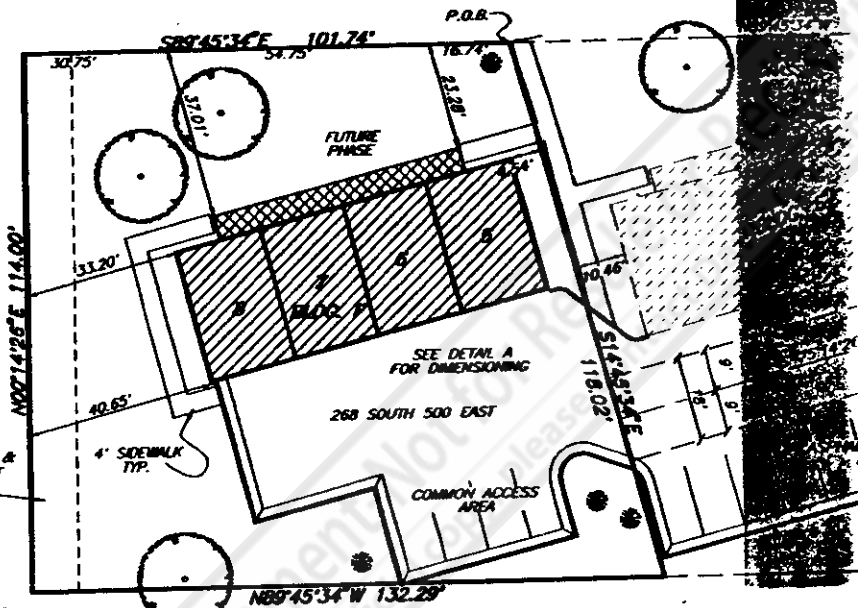 P.O.B.
S89°45'34"E 101.74'
30.75'
54.75'
16.74'
37.01'
23.28'
FUTURE
PHASE
4.54'
N00°14'26"E 114.00'
33.20'
8
7
6
5
BLDG. F
10.46'
SEE DETAIL A
FOR DIMENSIONING
S14°45'34"E
118.02'
9'
18'
9'
40.65'
268 SOUTH 500 EAST
4' SIDEWALK
TYP.
&
COMMON ACCESS
AREA
N89°45'34"W 132.29'